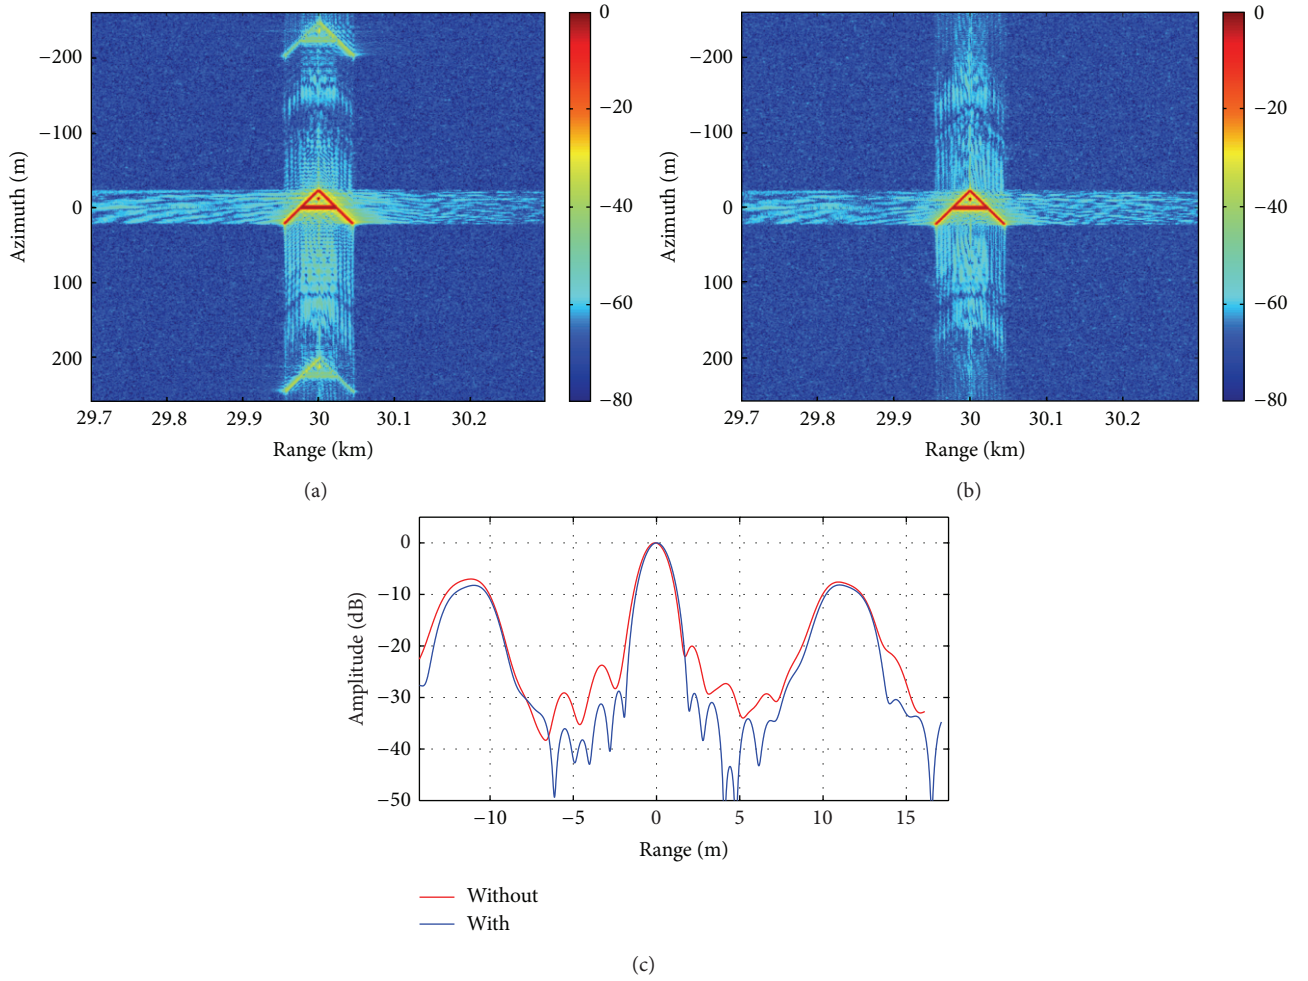 −200
−100
0
100
200
Azimuth (m)
29.7 29.8 29.9 30 30.1 30.2
Range (km)
0
−20
−40
−60
−80
(a)
−200
−100
0
100
200
Azimuth (m)
29.7 29.8 29.9 30 30.1 30.2
Range (km)
0
−20
−40
−60
−80
(b)
0
−10
−20
−30
−40
−50
Amplitude (dB)
−10 −5 0 5 10 15
Range (m)
Without
With
(c)